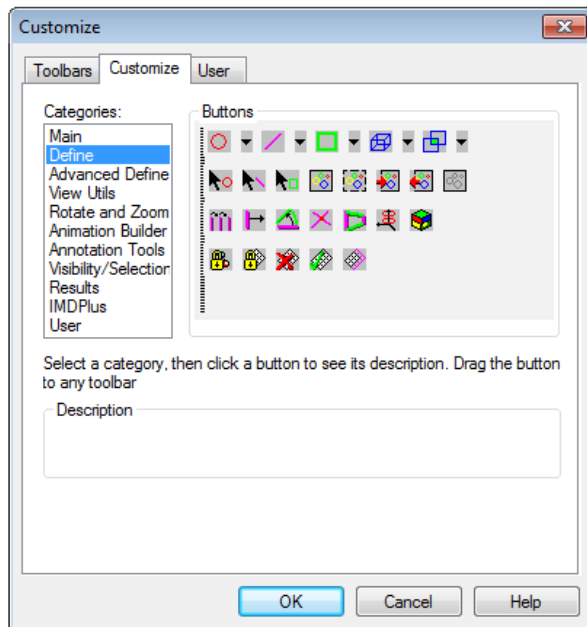 Customize
Toolbars Customize User
Categories:
Buttons
Main
Define
Advanced Define
View Utils
Rotate and Zoom
Animation Builder
Annotation Tools
Visibility/Selection
Results
IMDPlus
User
Select a category, then click a button to see its description. Drag the button
to any toolbar
Description
OK Cancel Help